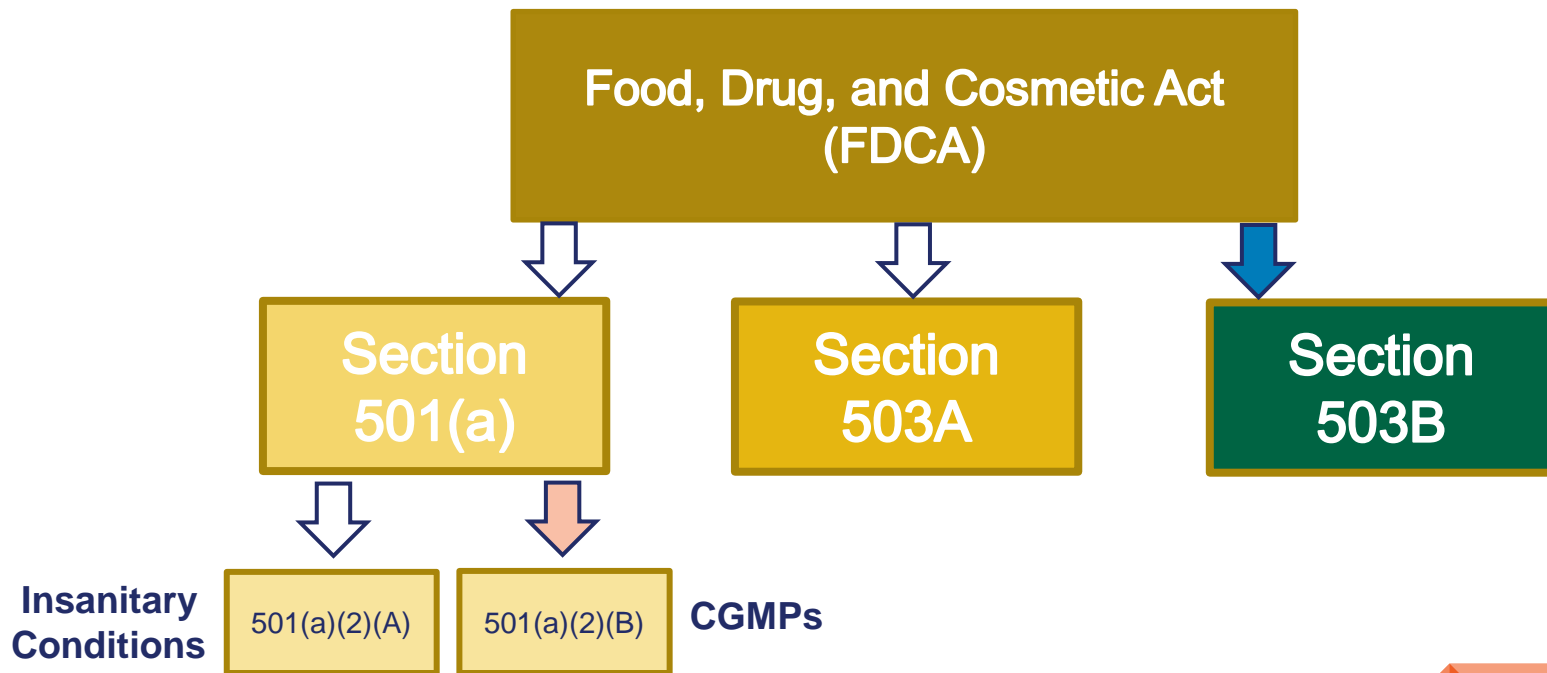 Food, Drug, and Cosmetic Act
(FDCA)
Section
501(a)
Section
503A
Section
503B
Insanitary
Conditions
501(a)(2)(A)
501(a)(2)(B)
CGMPs